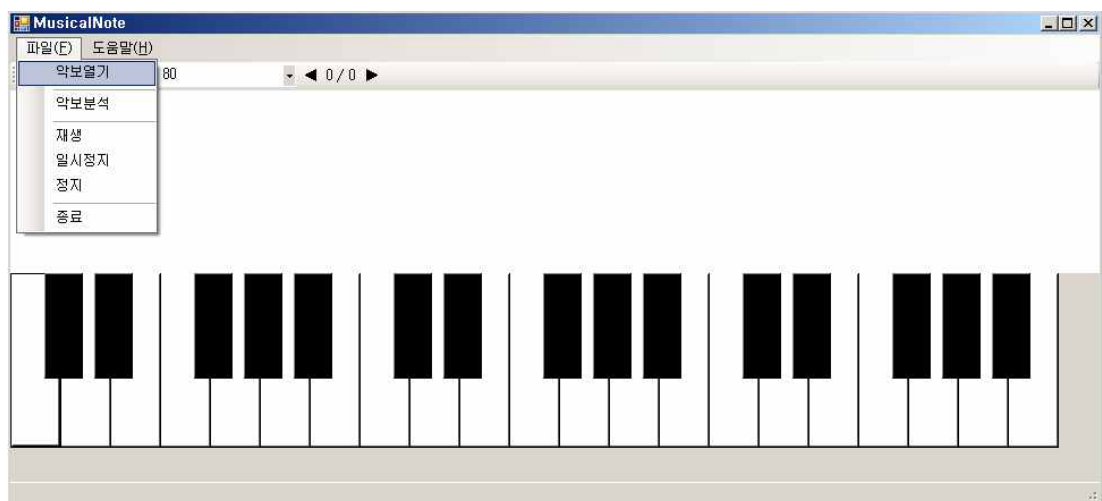 MusicalNote
파일(F) 도움말(H)
악보열기
80 ◀ 0/0 ▶
악보분석
재생
일시정지
정지
종료